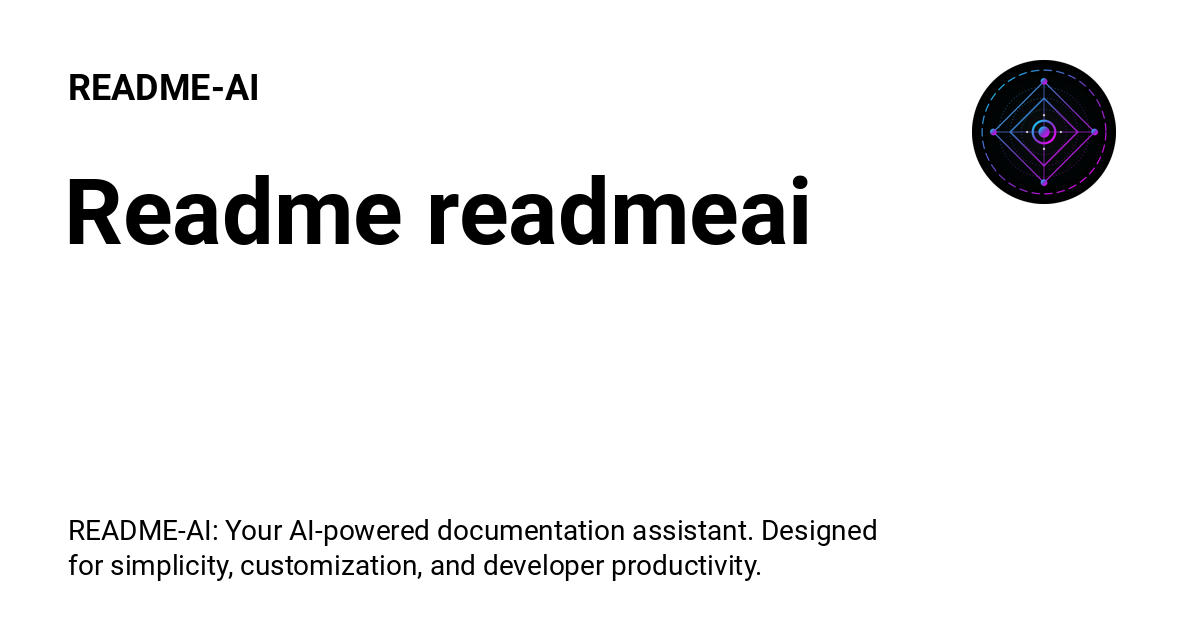 README-AI
Readme readmeai
README-AI: Your AI-powered documentation assistant. Designed
for simplicity, customization, and developer productivity.